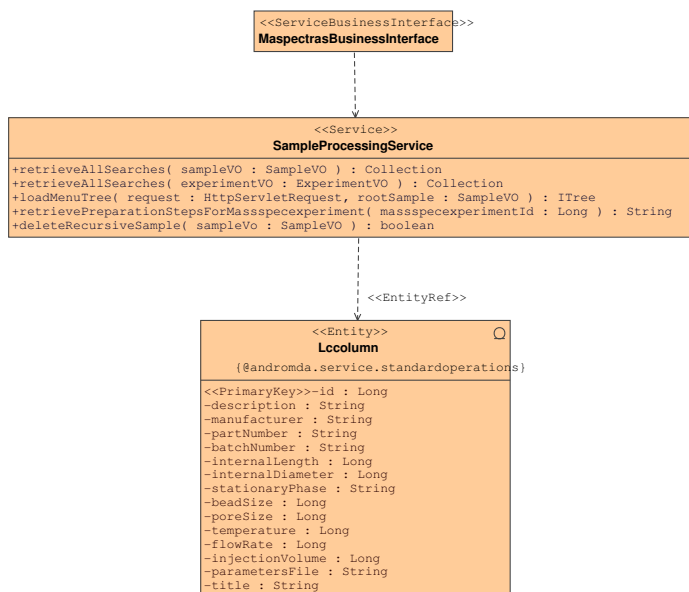 <<ServiceBusinessInterface>>
MaspectrasBusinessInterface
<<Service>>
SampleProcessingService
+retrieveAllSearches( sampleVO : SampleVO ) : Collection
+retrieveAllSearches( experimentVO : ExperimentVO ) : Collection
+loadMenuTree( request : HttpServletRequest, rootSample : SampleVO ) : ITree
+retrievePreparationStepsForMassspecexperiment( massspecexperimentId : Long ) : String
+deleteRecursiveSample( sampleVo : SampleVO ) : boolean
<<EntityRef>>
<<Entity>>
Lccolumn
{@andromda.service.standardoperations}
<<PrimaryKey>>-id : Long
-description : String
-manufacturer : String
-partNumber : String
-batchNumber : String
-internalLength : Long
-internalDiameter : Long
-stationaryPhase : String
-beadSize : Long
-poreSize : Long
-temperature : Long
-flowRate : Long
-injectionVolume : Long
-parametersFile : String
-title : String